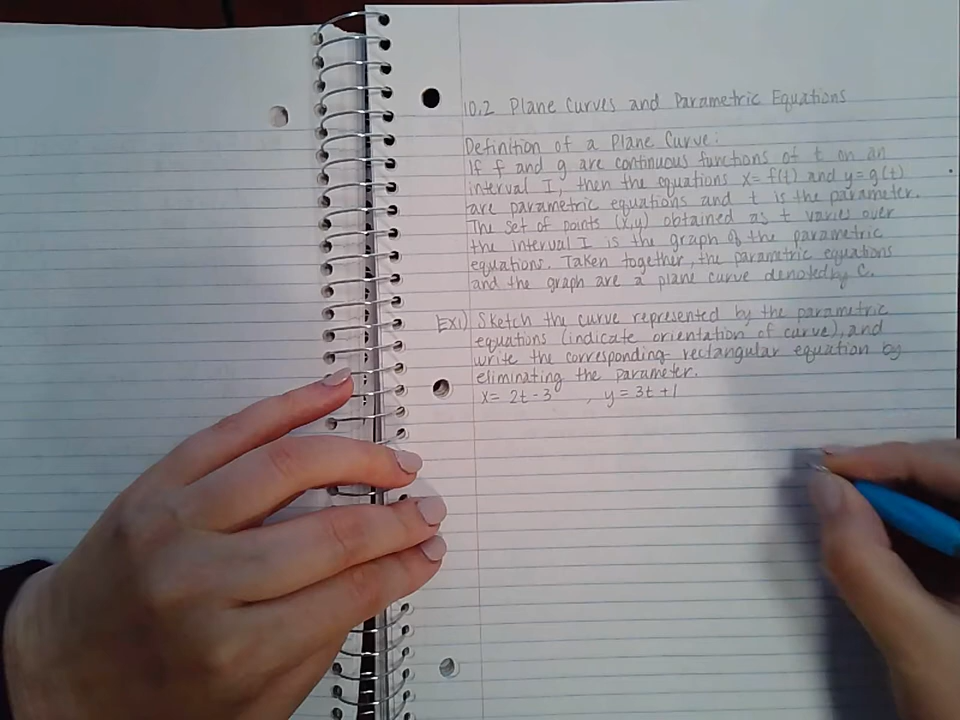 10.2 Plane Curves and Parametric Equations
Definition of a Plane Curve:
If f and g are continuous functions of t on an
interval I, then the equations x= f(t) and y=g(t)
are parametric equations and t is the parameter.
The set of points (x,y) obtained as t varies over
the interval I is the graph of the parametric
equations. Taken together, the parametric equations
and the graph are a plane curve denoted by C.
EX1) Sketch the curve represented by the parametric
equations (indicate orientation of curve), and
write the corresponding rectangular equation by
eliminating the parameter.
x= 2t-3 , y=3t+1